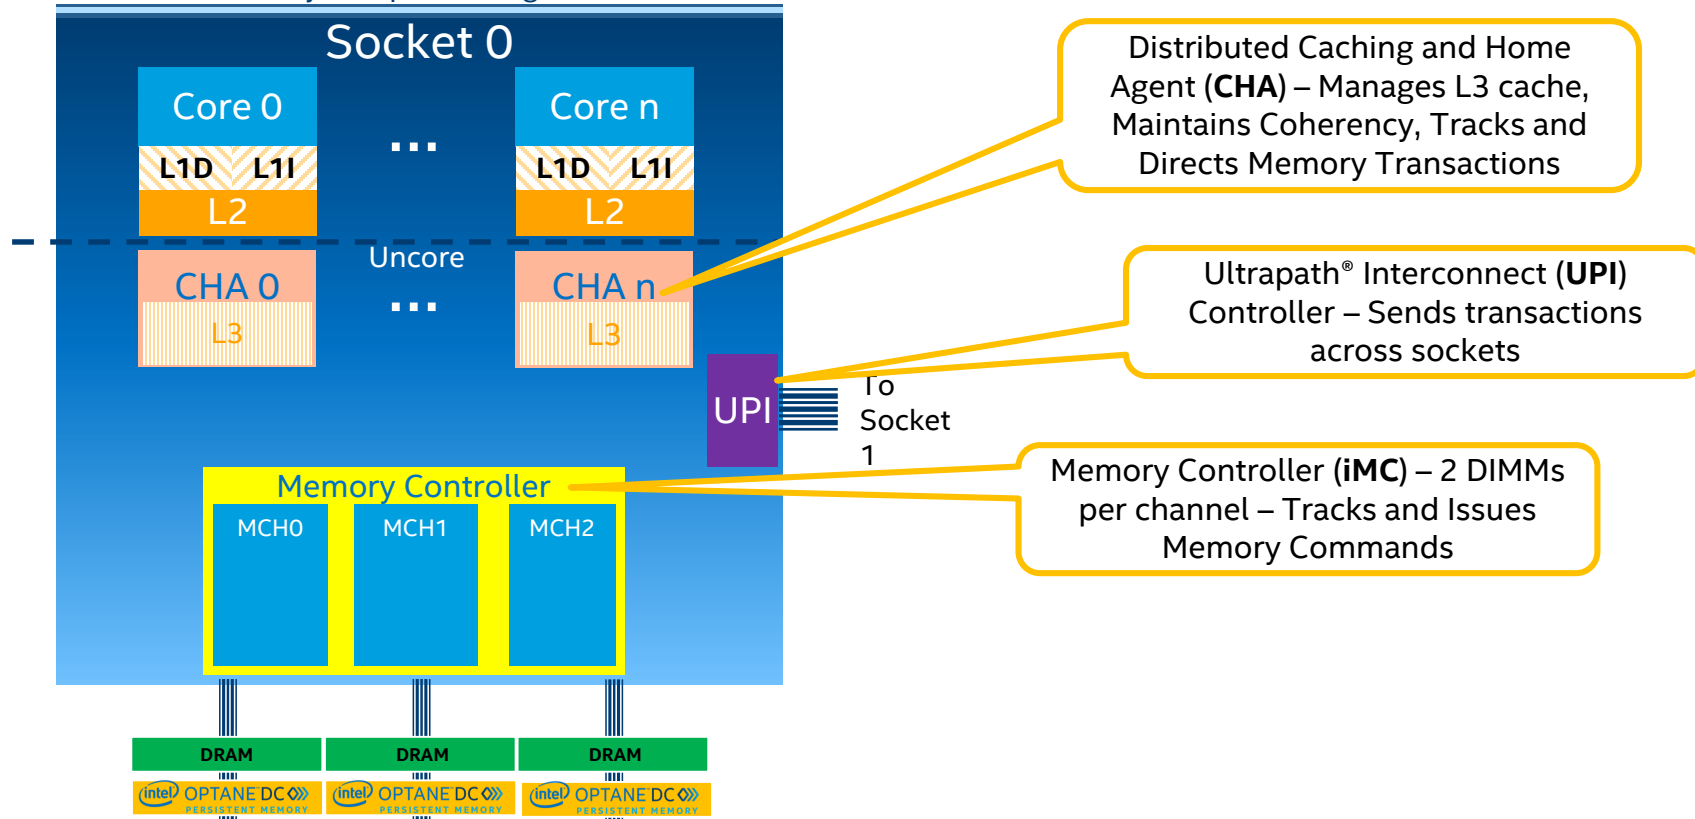 Socket 0
Core 0
Core n
...
L1D L1I
L1D L1I
L2
L2
Uncore
CHA 0
CHA n
...
L3
L3
UPI
To
Socket
1
Memory Controller
MCH0
MCH1
MCH2
DRAM
DRAM
DRAM
intel OPTANE DC
PERSISTENT MEMORY
intel OPTANE DC
PERSISTENT MEMORY
intel OPTANE DC
PERSISTENT MEMORY
Distributed Caching and Home
Agent (CHA) – Manages L3 cache,
Maintains Coherency, Tracks and
Directs Memory Transactions
Ultrapath® Interconnect (UPI)
Controller – Sends transactions
across sockets
Memory Controller (iMC) – 2 DIMMs
per channel – Tracks and Issues
Memory Commands